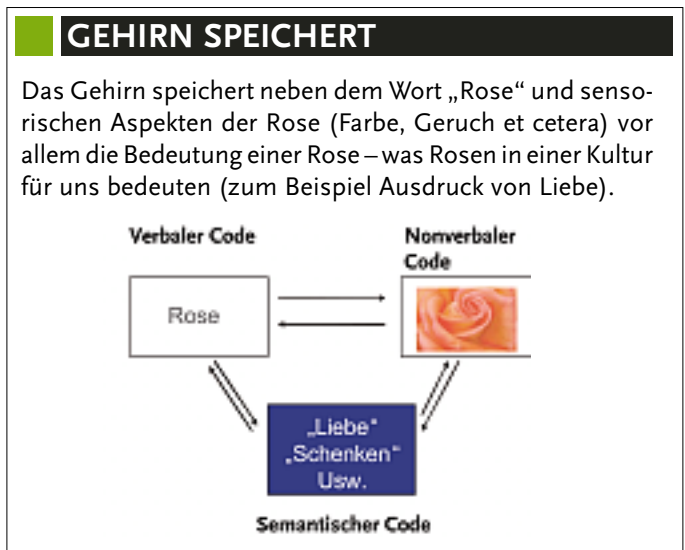 GEHIRN SPEICHERT
Das Gehirn speichert neben dem Wort „Rose“ und senso-
rischen Aspekten der Rose (Farbe, Geruch et cetera) vor
allem die Bedeutung einer Rose – was Rosen in einer Kultur
für uns bedeuten (zum Beispiel Ausdruck von Liebe).
Verbaler Code
Nonverbaler
Code
Rose
„Liebe“
„Schenken“
Usw.
Semantischer Code